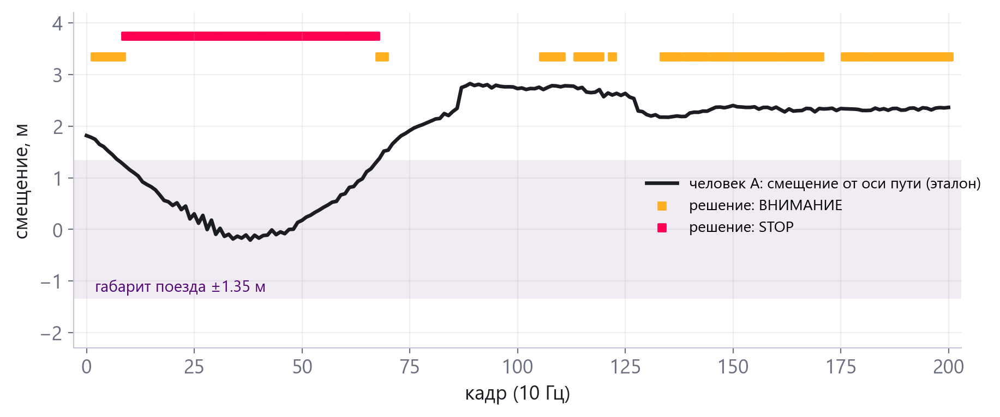 4
3
2
1
0
−1
−2
смещение, м
человек A: смещение от оси пути (эталон)
решение: ВНИМАНИЕ
решение: STOP
габарит поезда ±1.35 м
0 25 50 75 100 125 150 175 200
кадр (10 Гц)